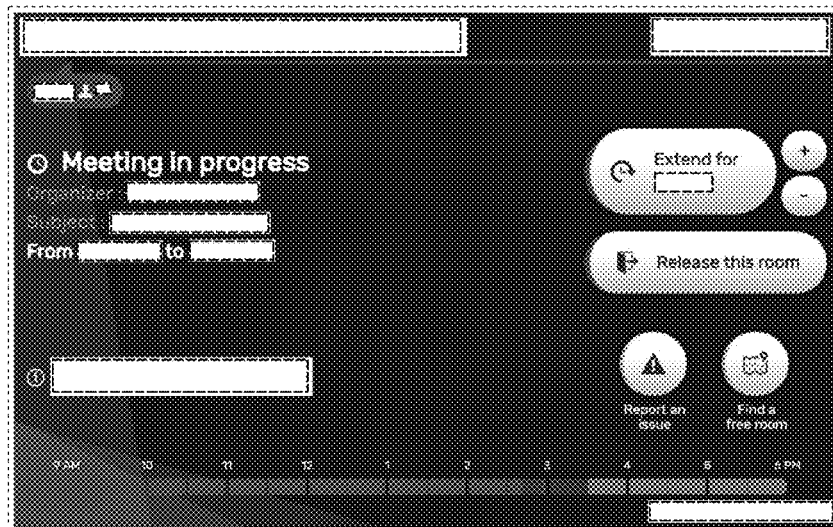 Meeting in progress
Organizer
Subject
From to
Extend for
+
-
Release this room
Report an
issue
Find a
free room
9 AM 10 11 12 1 2 3 4 5 6 PM